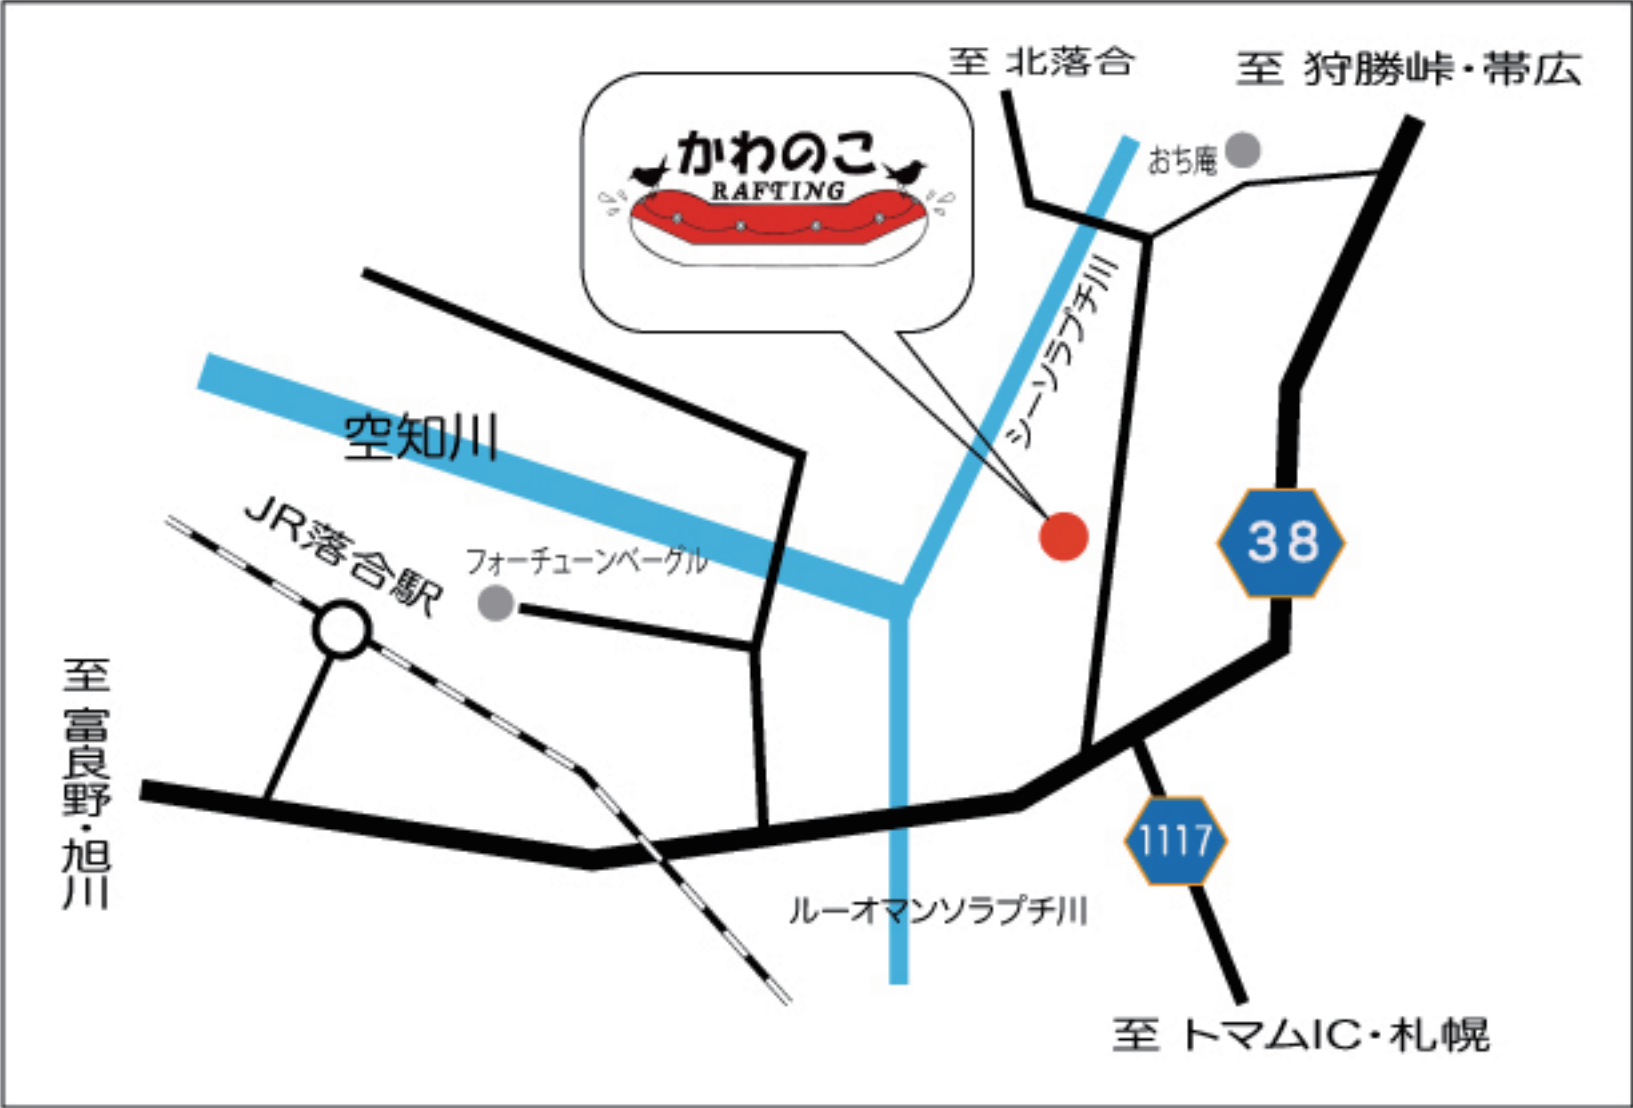 至 北落合
至 狩勝峠・帯広
おち庵
かわのこ
RAFTING
シーソラプチ川
空知川
JR落合駅
フォーチューンベーグル
38
至 富良野・旭川
1117
ルーオマンソラプチ川
至 トマムIC・札幌